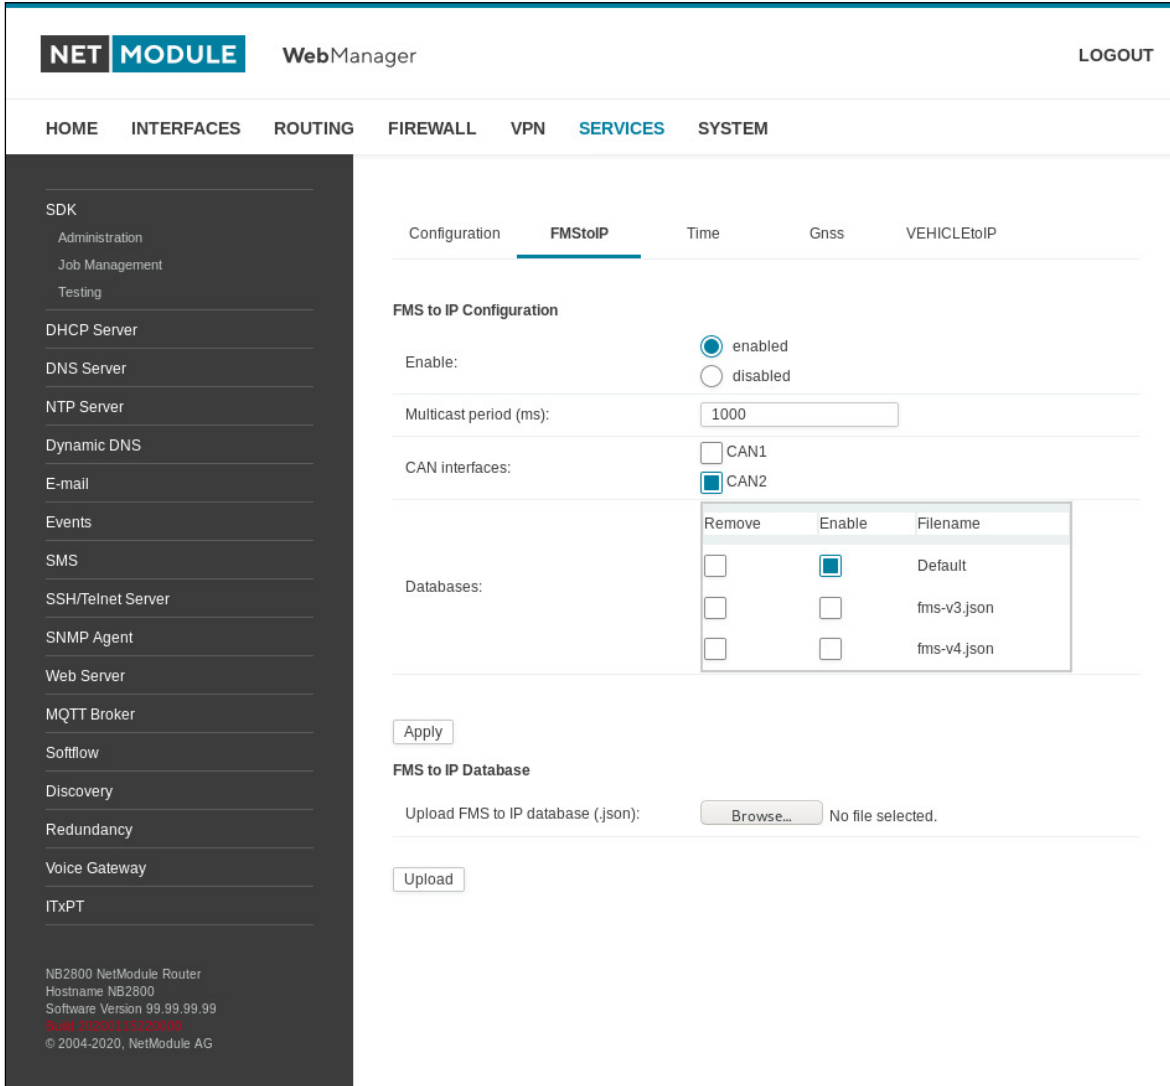 NET MODULE WebManager LOGOUT
HOME INTERFACES ROUTING FIREWALL VPN SERVICES SYSTEM
SDK
Administration
Job Management
Testing
DHCP Server
DNS Server
NTP Server
Dynamic DNS
E-mail
Events
SMS
SSH/Telnet Server
SNMP Agent
Web Server
MQTT Broker
Softflow
Discovery
Redundancy
Voice Gateway
ITxPT
NB2800 NetModule Router
Hostname NB2800
Software Version 99.99.99.99
Build
© 2004-2020, NetModule AG
Configuration FMStoIP Time Gnss VEHICLEtoIP
FMS to IP Configuration
Enable:
enabled
disabled
Multicast period (ms): 1000
CAN interfaces:
CAN1
CAN2
Databases:
Remove Enable Filename
Default
fms-v3.json
fms-v4.json
Apply
FMS to IP Database
Upload FMS to IP database (.json): Browse... No file selected.
Upload